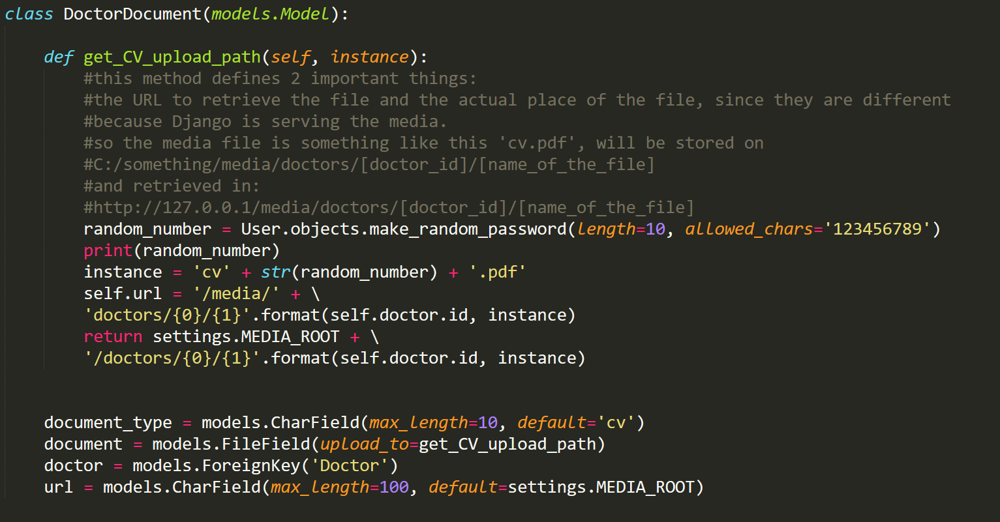 class DoctorDocument(models.Model):
def get_CV_upload_path(self, instance):
#this method defines 2 important things:
#the URL to retrieve the file and the actual place of the file, since they are different
#because Django is serving the media.
#so the media file is something like this 'cv.pdf', will be stored on
#C:/something/media/doctors/[doctor_id]/[name_of_the_file]
#and retrieved in:
#http://127.0.0.1/media/doctors/[doctor_id]/[name_of_the_file]
random_number = User.objects.make_random_password(length=10, allowed_chars='123456789')
print(random_number)
instance = 'cv' + str(random_number) + '.pdf'
self.url = '/media/' + \
'doctors/{0}/{1}'.format(self.doctor.id, instance)
return settings.MEDIA_ROOT + \
'/doctors/{0}/{1}'.format(self.doctor.id, instance)
document_type = models.CharField(max_length=10, default='cv')
document = models.FileField(upload_to=get_CV_upload_path)
doctor = models.ForeignKey('Doctor')
url = models.CharField(max_length=100, default=settings.MEDIA_ROOT)